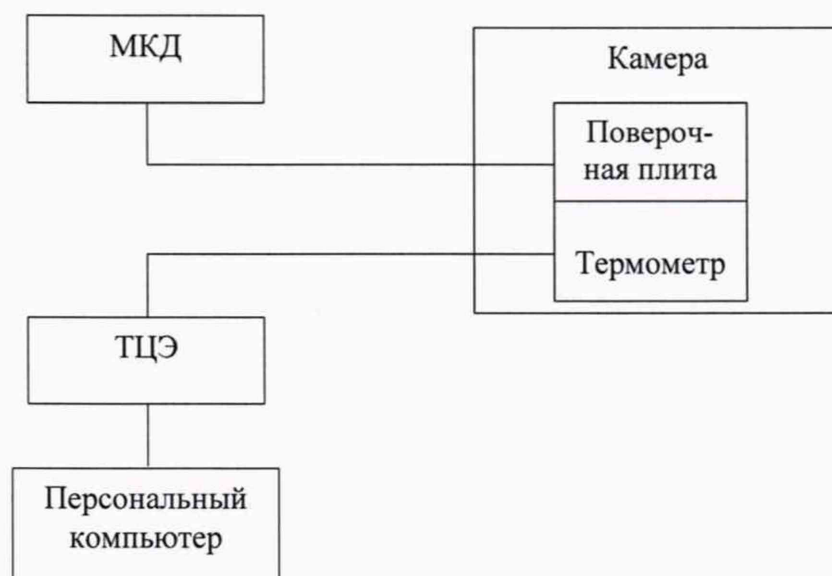 МКД
Камера
Повероч-
ная плита
Термометр
ТЦЭ
Персональный
компьютер